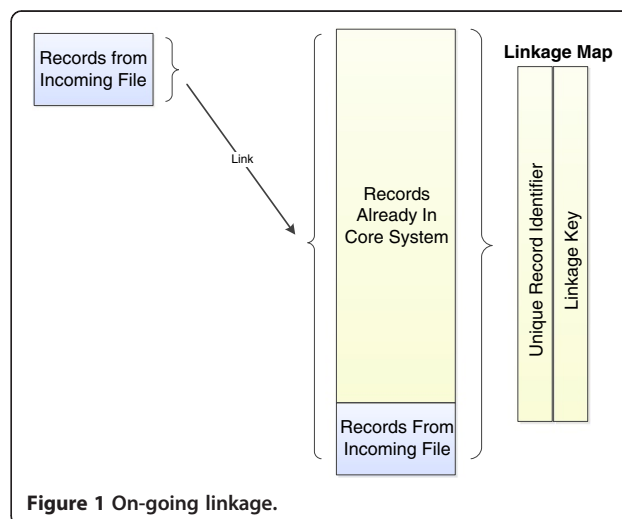 Records from
Incoming File
Link
Records
Already In
Core System
Records From
Incoming File
Linkage Map
Unique Record Identifier
Linkage Key
Figure 1 On-going linkage.